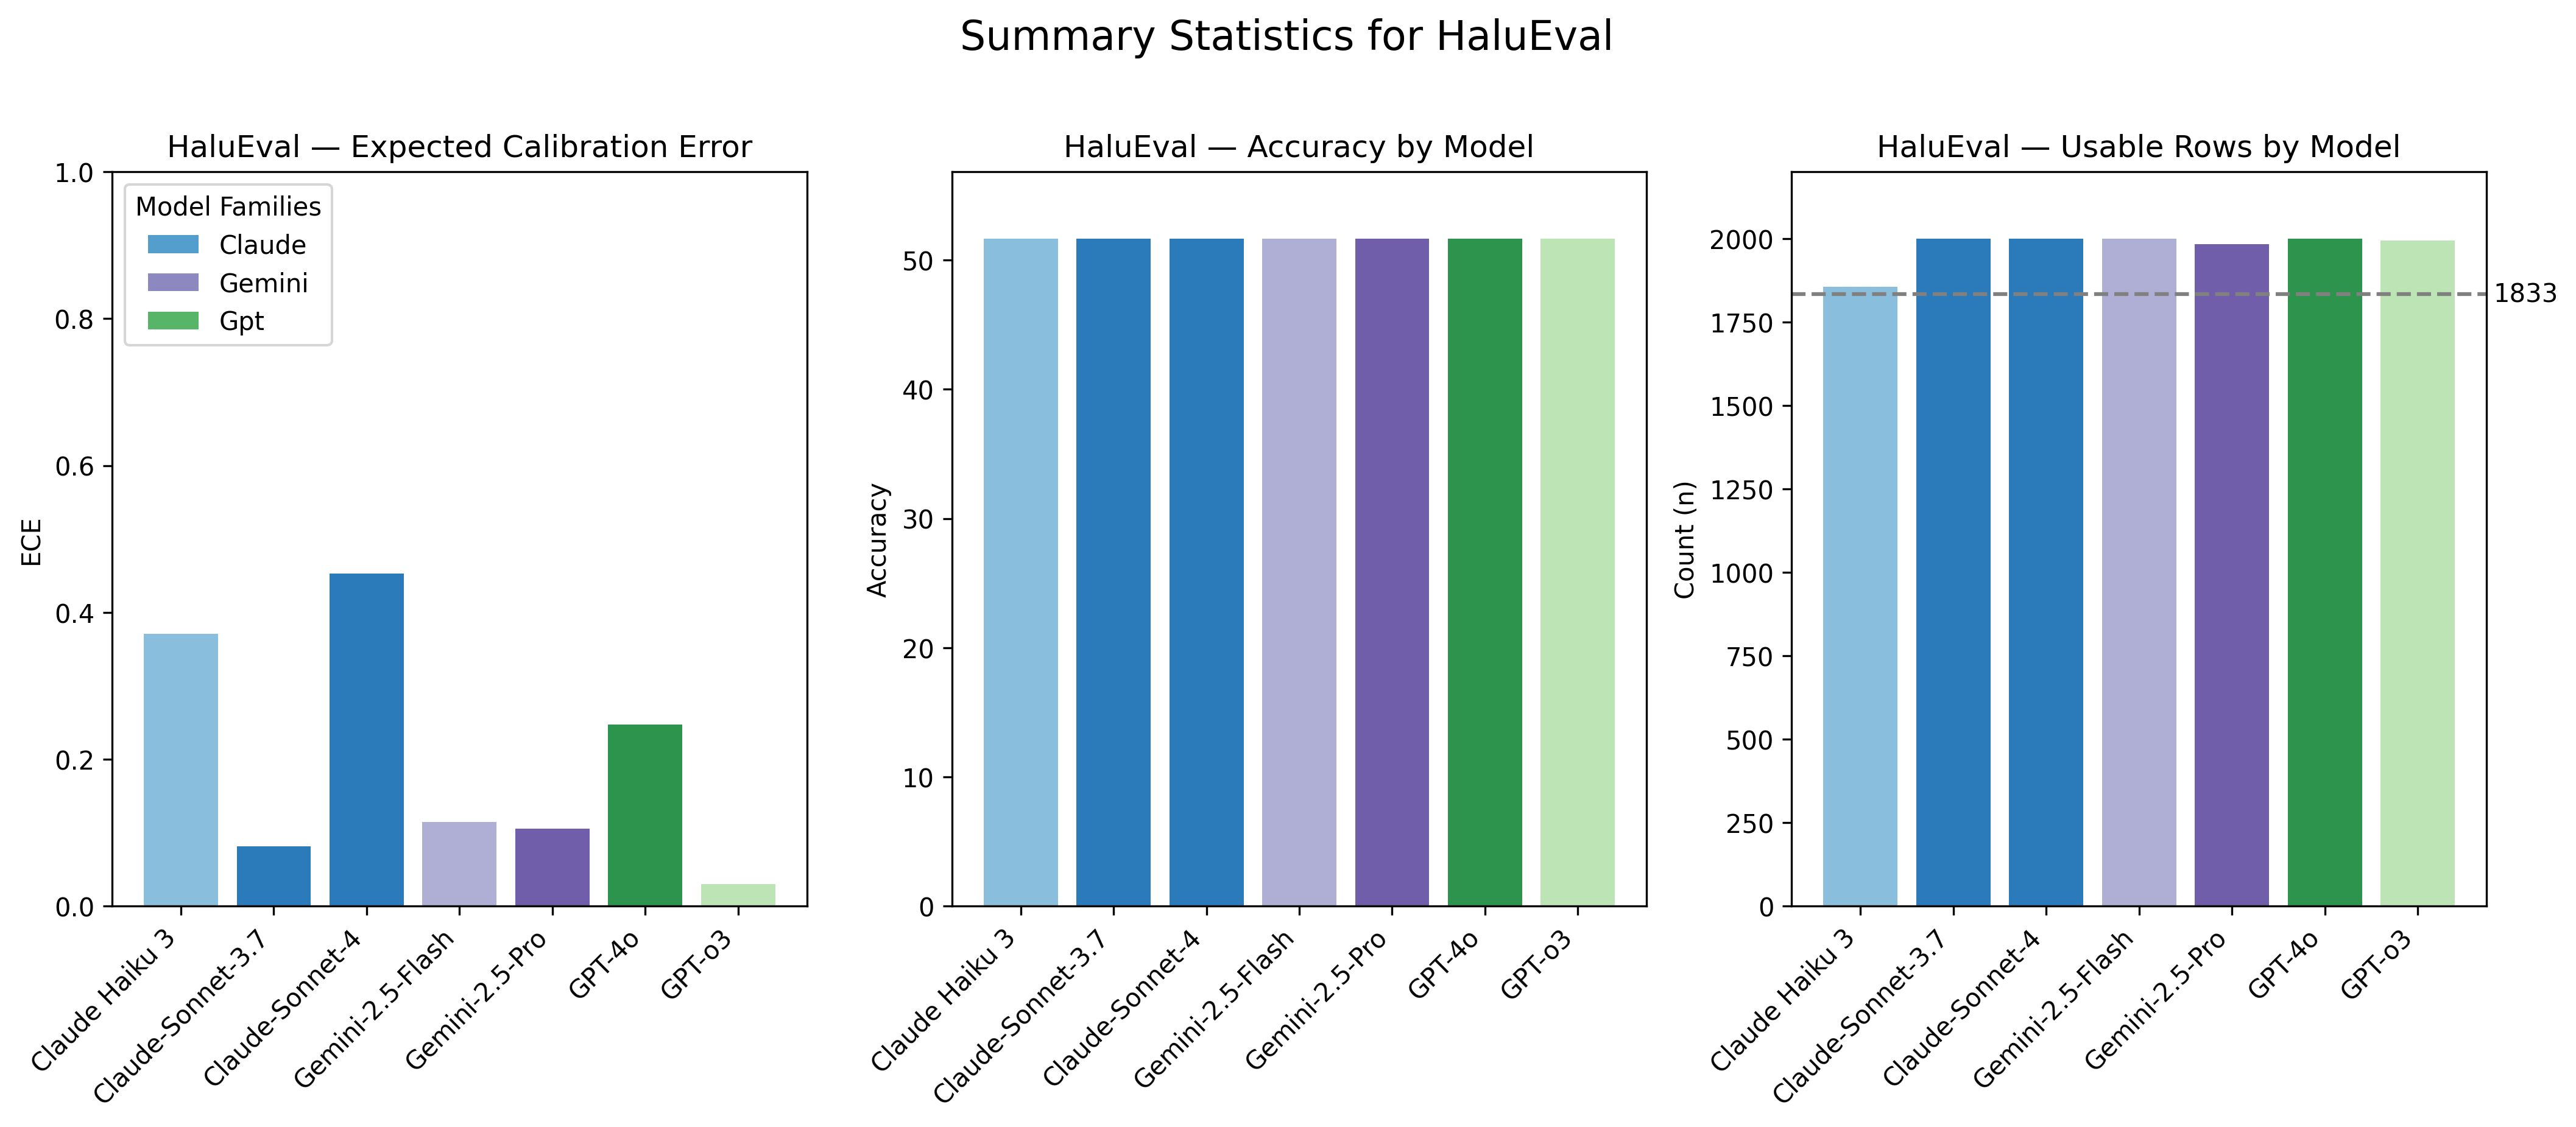 Summary Statistics for HaluEval
HaluEval — Expected Calibration Error
1.0
0.8
0.6
0.4
0.2
0.0
ECE
Model Families
Claude
Gemini
Gpt
Claude Haiku 3
Claude-Sonnet-3.7
Claude-Sonnet-4
Gemini-2.5-Flash
Gemini-2.5-Pro
GPT-4o
GPT-o3
HaluEval — Accuracy by Model
50
40
30
20
10
0
Accuracy
Claude Haiku 3
Claude-Sonnet-3.7
Claude-Sonnet-4
Gemini-2.5-Flash
Gemini-2.5-Pro
GPT-4o
GPT-o3
HaluEval — Usable Rows by Model
2000
1750
1500
1250
1000
750
500
250
0
Count (n)
1833
Claude Haiku 3
Claude-Sonnet-3.7
Claude-Sonnet-4
Gemini-2.5-Flash
Gemini-2.5-Pro
GPT-4o
GPT-o3